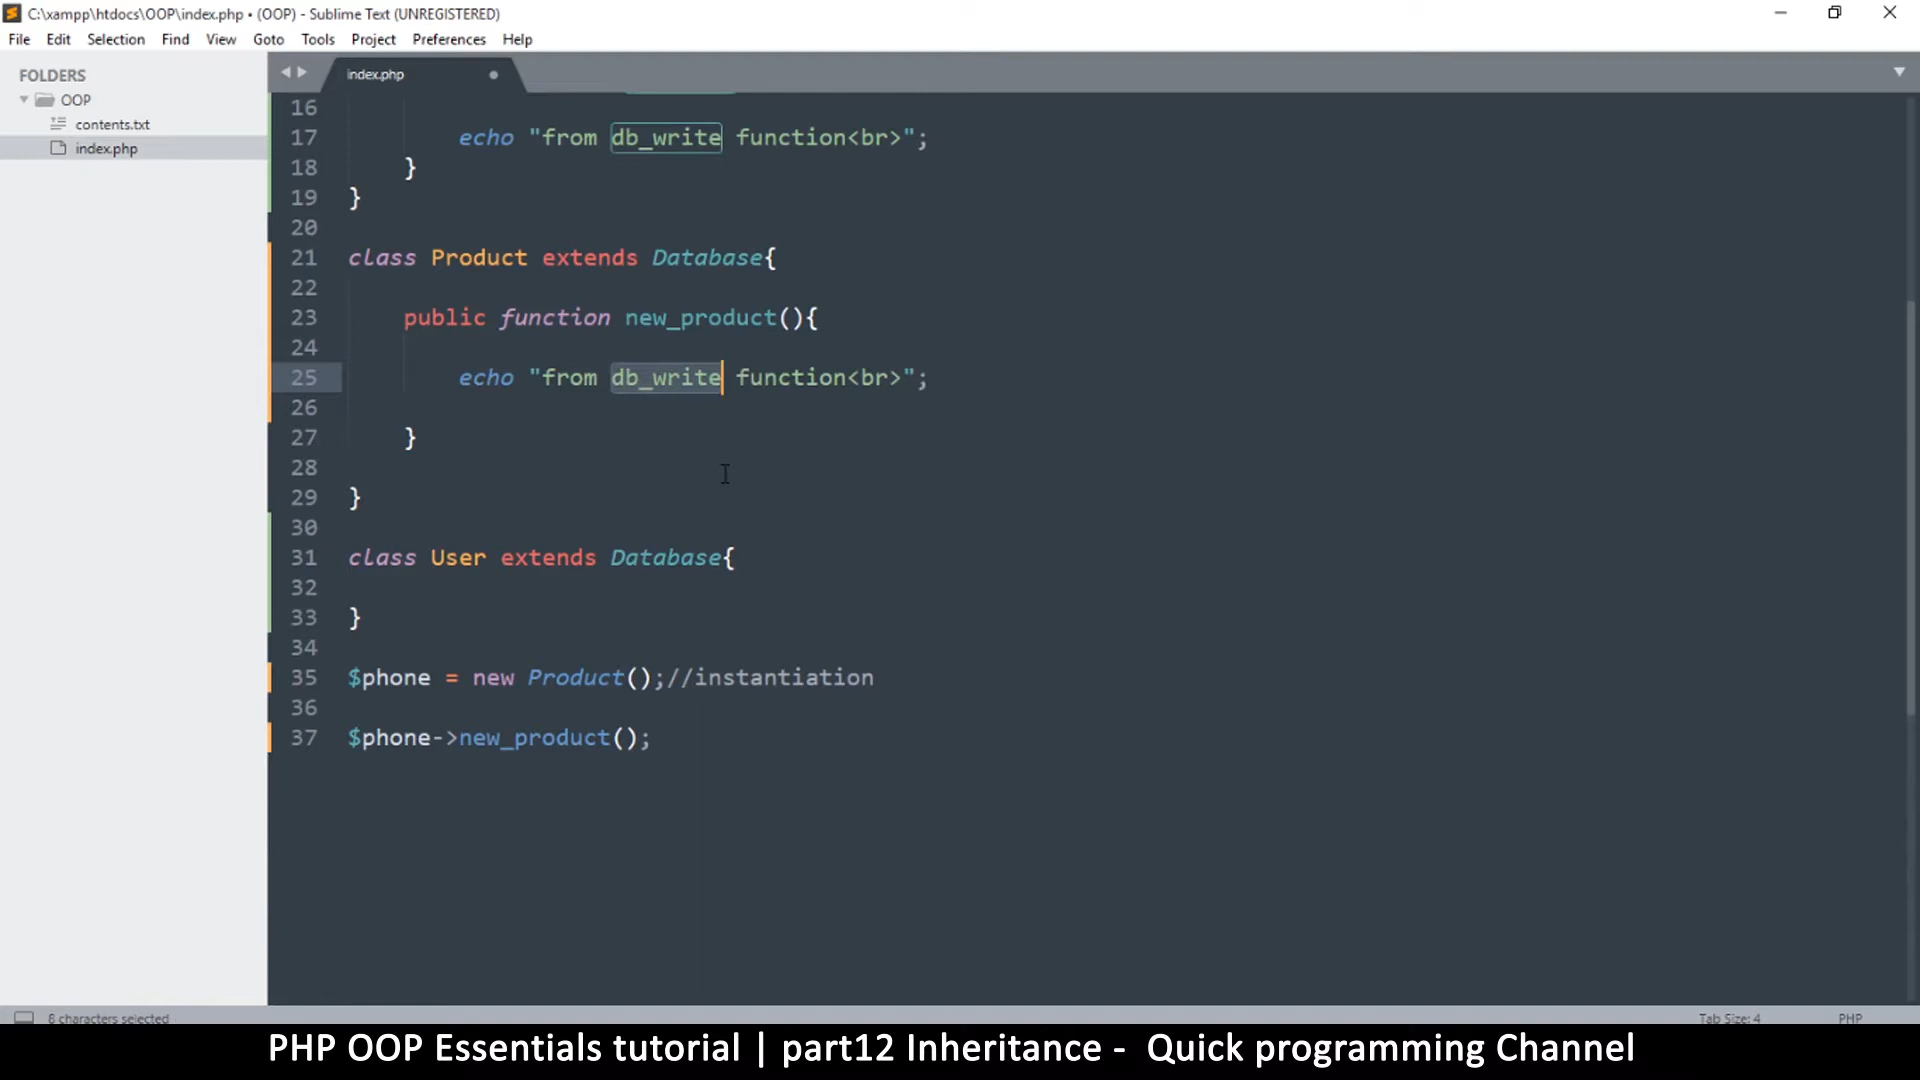 C:\xampp\htdocs\OOP\index.php • (OOP) - Sublime Text (UNREGISTERED)
File Edit Selection Find View Goto Tools Project Preferences Help
FOLDERS
OOP
contents.txt
index.php
index.php
16
17 echo "from db_write function<br>";
18 }
19 }
20
21 class Product extends Database{
22
23 public function new_product(){
24
25 echo "from db_write function<br>";
26
27 }
28
29 }
30
31 class User extends Database{
32
33 }
34
35 $phone = new Product();//instantiation
36
37 $phone->new_product();
8 characters selected Tab Size: 4 PHP
PHP OOP Essentials tutorial | part12 Inheritance - Quick programming Channel